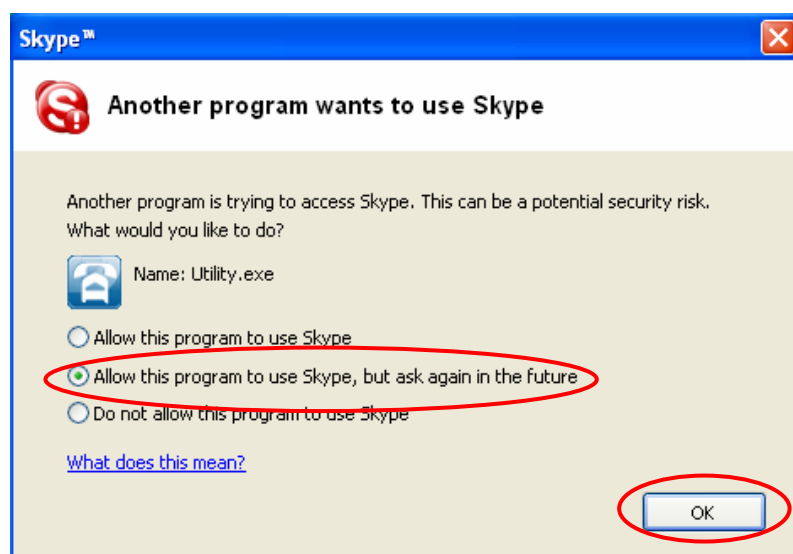 Skype™
Another program wants to use Skype
Another program is trying to access Skype. This can be a potential security risk.
What would you like to do?
Name: Utility.exe
Allow this program to use Skype
Allow this program to use Skype, but ask again in the future
Do not allow this program to use Skype
What does this mean?
OK